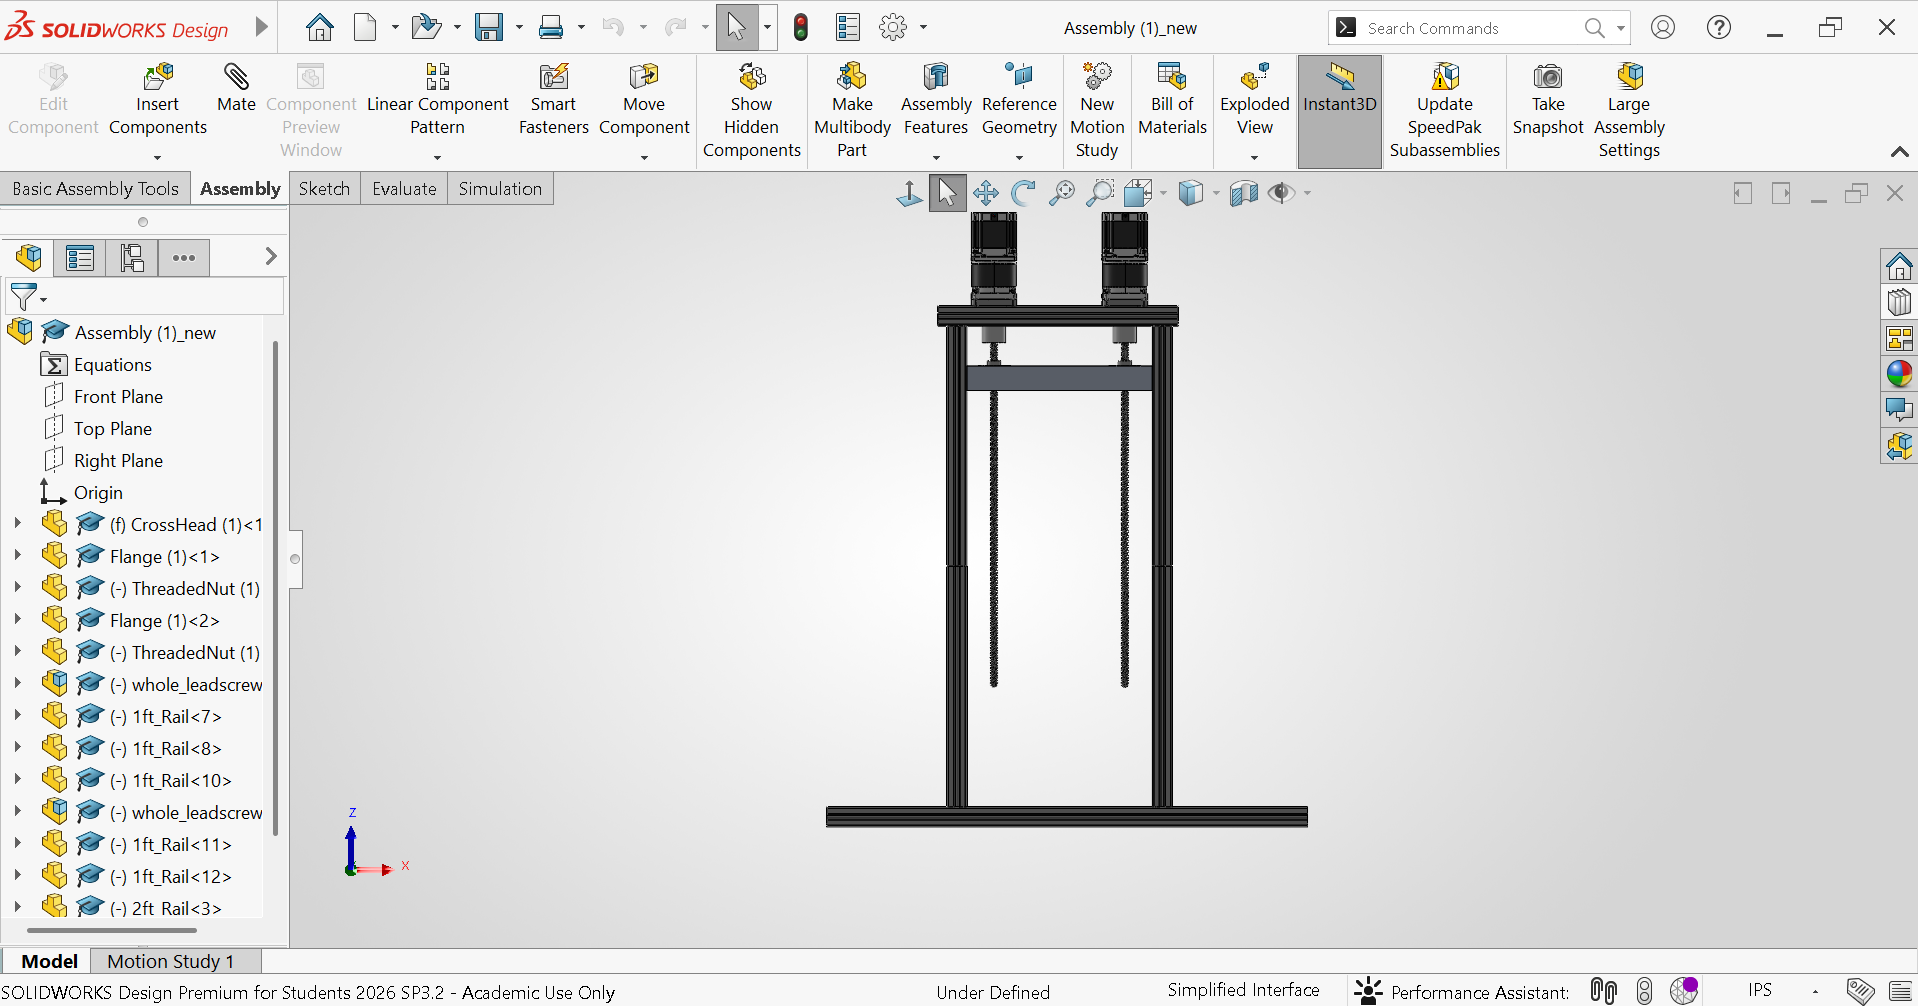 SOLIDWORKS Design
Assembly (1)_new
Search Commands
Edit Component
Insert Components
Mate
Component Preview Window
Linear Component Pattern
Smart Fasteners
Move Component
Show Hidden Components
Make Multibody Part
Assembly Features
Reference Geometry
New Motion Study
Bill of Materials
Exploded View
Instant3D
Update SpeedPak Subassemblies
Take Snapshot
Large Assembly Settings
Basic Assembly Tools
Assembly
Sketch
Evaluate
Simulation
Assembly (1)_new
Equations
Front Plane
Top Plane
Right Plane
Origin
(f) CrossHead (1)<1
Flange (1)<1>
(-) ThreadedNut (1)
Flange (1)<2>
(-) ThreadedNut (1)
(-) whole_leadscrew
(-) 1ft_Rail<7>
(-) 1ft_Rail<8>
(-) 1ft_Rail<10>
(-) whole_leadscrew
(-) 1ft_Rail<11>
(-) 1ft_Rail<12>
(-) 2ft_Rail<3>
Z
X
Model
Motion Study 1
SOLIDWORKS Design Premium for Students 2026 SP3.2 - Academic Use Only
Under Defined
Simplified Interface
Performance Assistant:
IPS